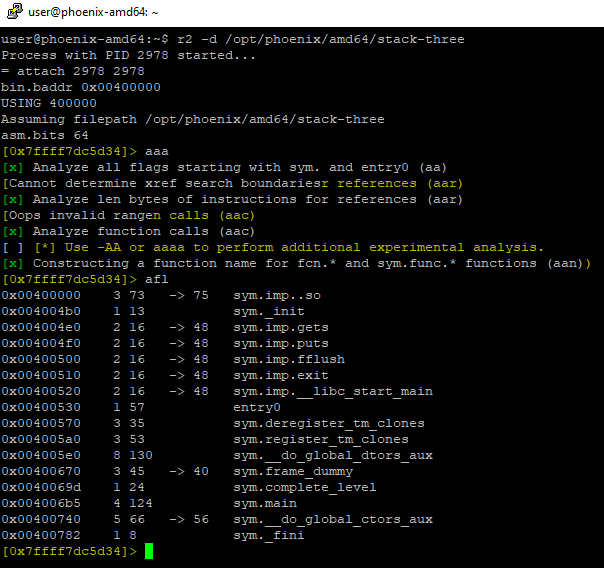 user@phoenix-amd64: ~
user@phoenix-amd64:~$ r2 -d /opt/phoenix/amd64/stack-three
Process with PID 2978 started...
= attach 2978 2978
bin.baddr 0x00400000
USING 400000
Assuming filepath /opt/phoenix/amd64/stack-three
asm.bits 64
[0x7ffff7dc5d34]> aaa
[x] Analyze all flags starting with sym. and entry0 (aa)
[Cannot determine xref search boundariesr references (aar)
[x] Analyze len bytes of instructions for references (aar)
[Oops invalid rangen calls (aac)
[x] Analyze function calls (aac)
[ ] [*] Use -AA or aaaa to perform additional experimental analysis.
[x] Constructing a function name for fcn.* and sym.func.* functions (aan))
[0x7ffff7dc5d34]> afl
0x00400000    3 73   -> 75   sym.imp..so
0x004004b0    1 13           sym._init
0x004004e0    2 16   -> 48   sym.imp.gets
0x004004f0    2 16   -> 48   sym.imp.puts
0x00400500    2 16   -> 48   sym.imp.fflush
0x00400510    2 16   -> 48   sym.imp.exit
0x00400520    2 16   -> 48   sym.imp.__libc_start_main
0x00400530    1 57           entry0
0x00400570    3 35           sym.deregister_tm_clones
0x004005a0    3 53           sym.register_tm_clones
0x004005e0    8 130          sym.__do_global_dtors_aux
0x00400670    3 45   -> 40   sym.frame_dummy
0x0040069d    1 24           sym.complete_level
0x004006b5    4 124          sym.main
0x00400740    5 66   -> 56   sym.__do_global_ctors_aux
0x00400782    1 8            sym._fini
[0x7ffff7dc5d34]>